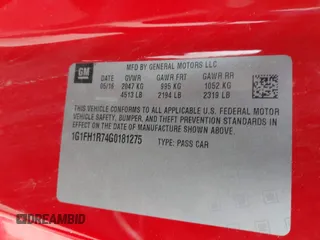 GM
MFD BY GENERAL MOTORS LLC
DATE GVWR GAWR FRT GAWR RR
05/16 2047 KG 995 KG 1052 KG
4513 LB 2194 LB 2319 LB
THIS VEHICLE CONFORMS TO ALL APPLICABLE U.S. FEDERAL MOTOR
VEHICLE SAFETY, BUMPER, AND THEFT PREVENTION STANDARDS
IN EFFECT ON THE DATE OF MANUFACTURE SHOWN ABOVE.
1G1FH1R74G0181275
TYPE: PASS CAR
DREAMBID